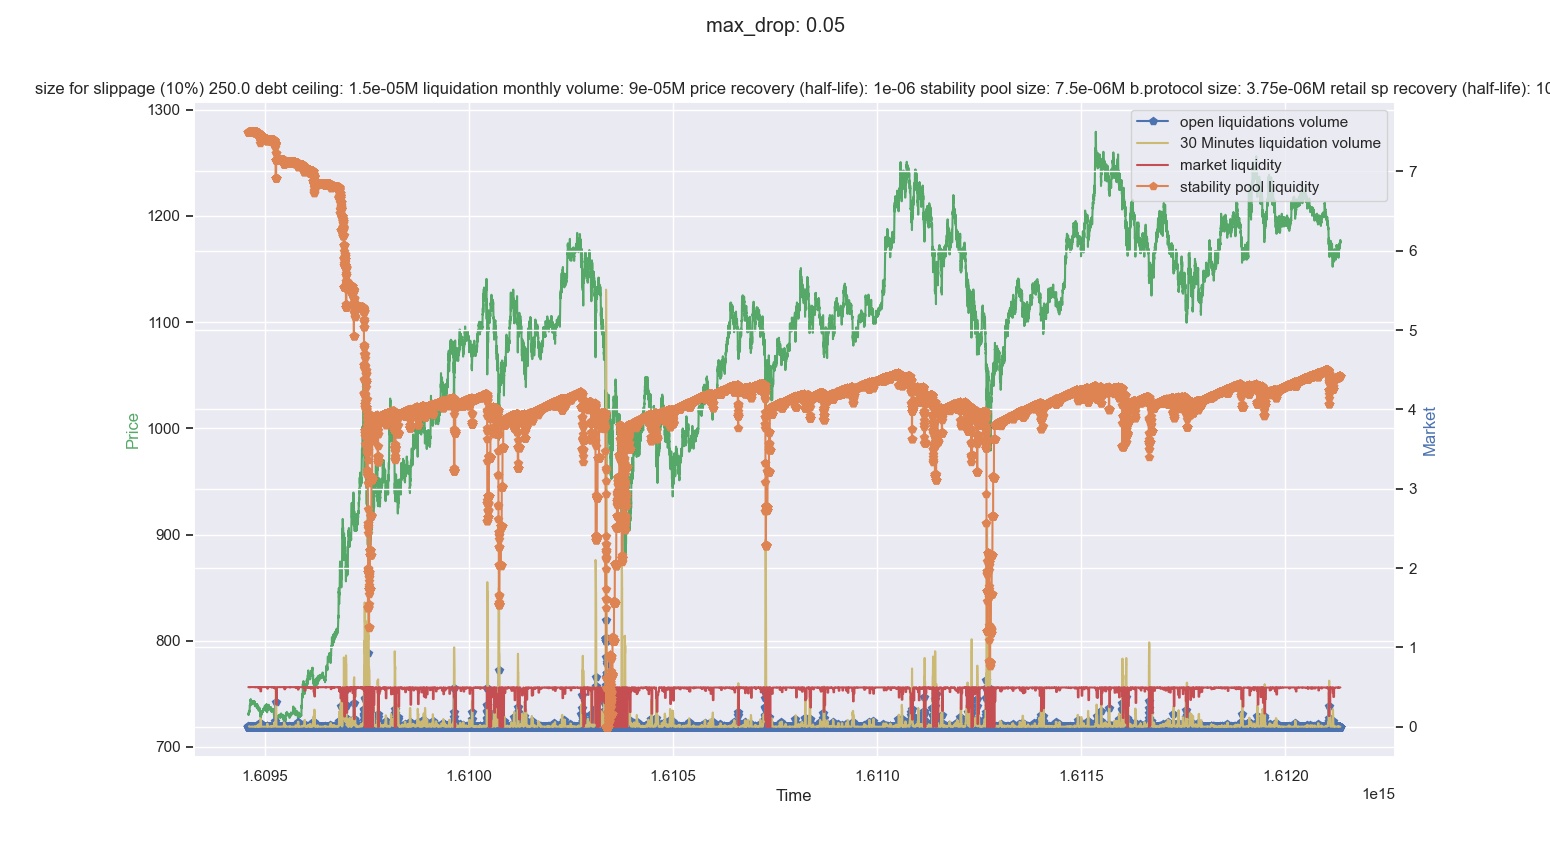 max_drop: 0.05
size for slippage (10%) 250.0 debt ceiling: 1.5e-05M liquidation monthly volume: 9e-05M price recovery (half-life): 1e-06 stability pool size: 7.5e-06M b.protocol size: 3.75e-06M retail sp recovery (half-life): 10
open liquidations volume
30 Minutes liquidation volume
market liquidity
stability pool liquidity
1300
1200
1100
1000
900
800
700
Price
7
6
5
4
3
2
1
0
Market
1.6095 1.6100 1.6105 1.6110 1.6115 1.6120
1e15
Time